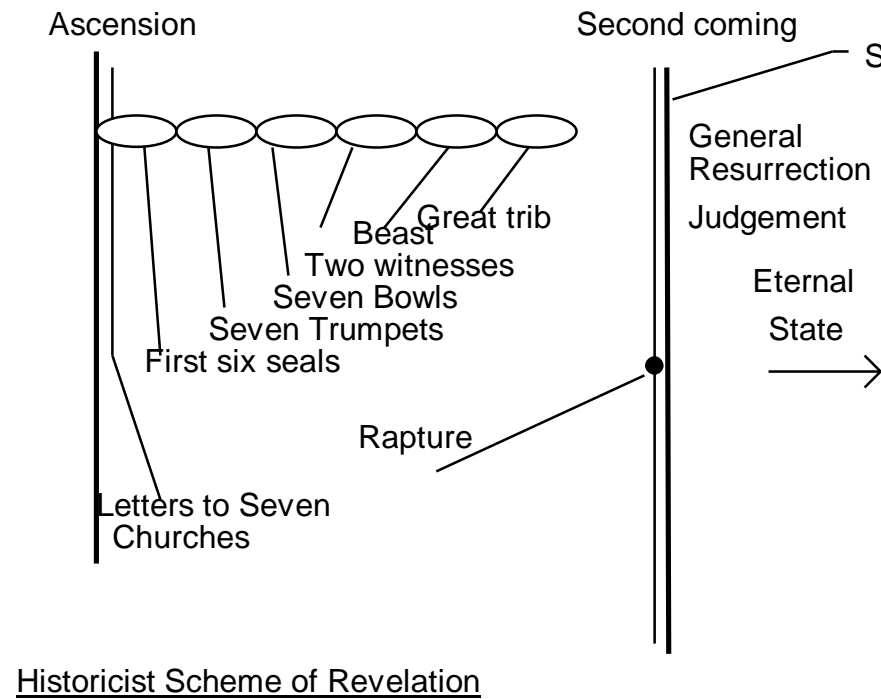 Ascension
Second coming
S
General
Resurrection
Judgement
Great trib
Beast
Two witnesses
Eternal
Seven Bowls
Seven Trumpets
State
First six seals
Rapture
Letters to Seven
Churches
Historicist Scheme of Revelation